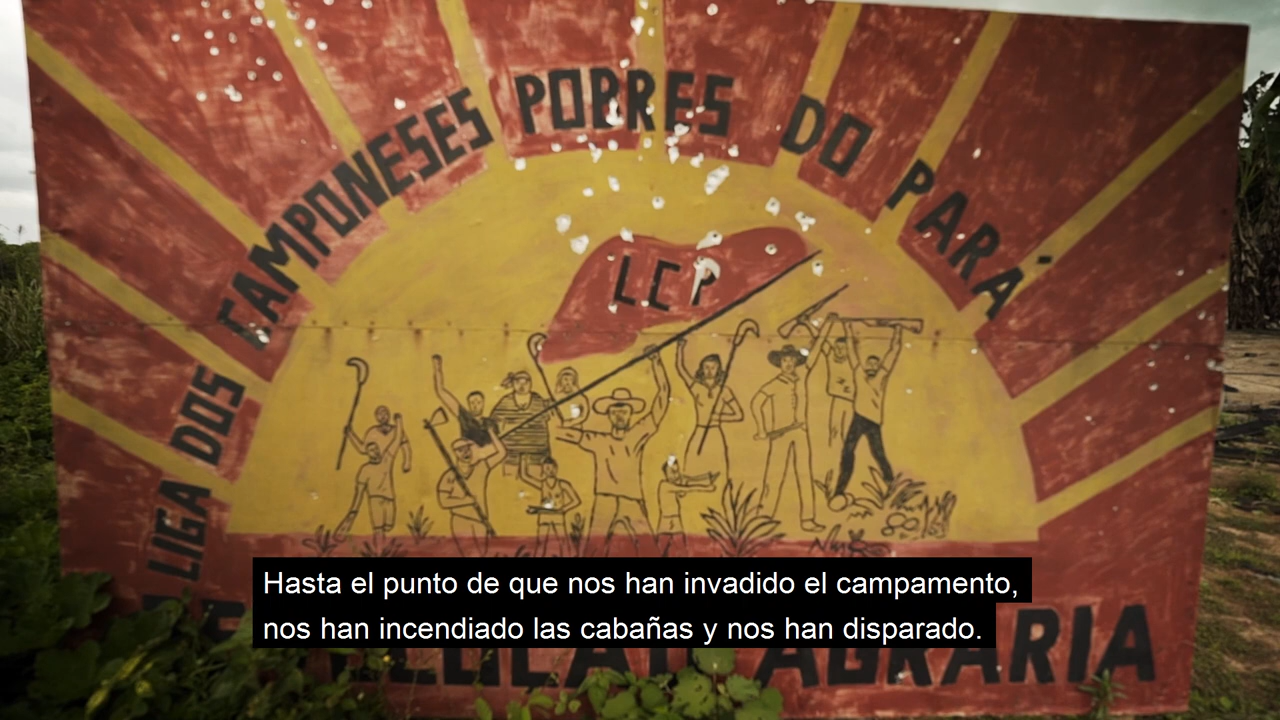 LIGA DOS CAMPONESES POBRES DO PARÁ
LCP
Hasta el punto de que nos han invadido el campamento,
nos han incendiado las cabañas y nos han disparado.
AGRARIA